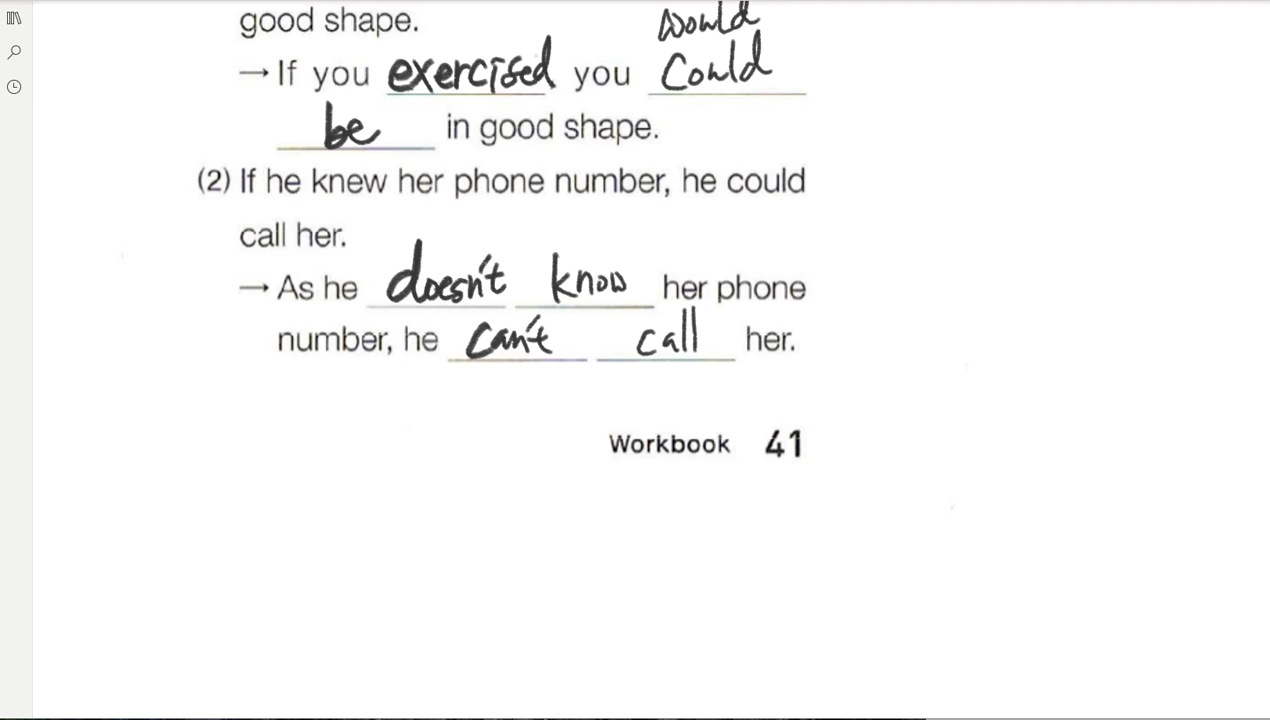 good shape.
would
→ If you exercised you could
be in good shape.
(2) If he knew her phone number, he could
call her.
→ As he doesn't know her phone
number, he can't call her.
Workbook 41